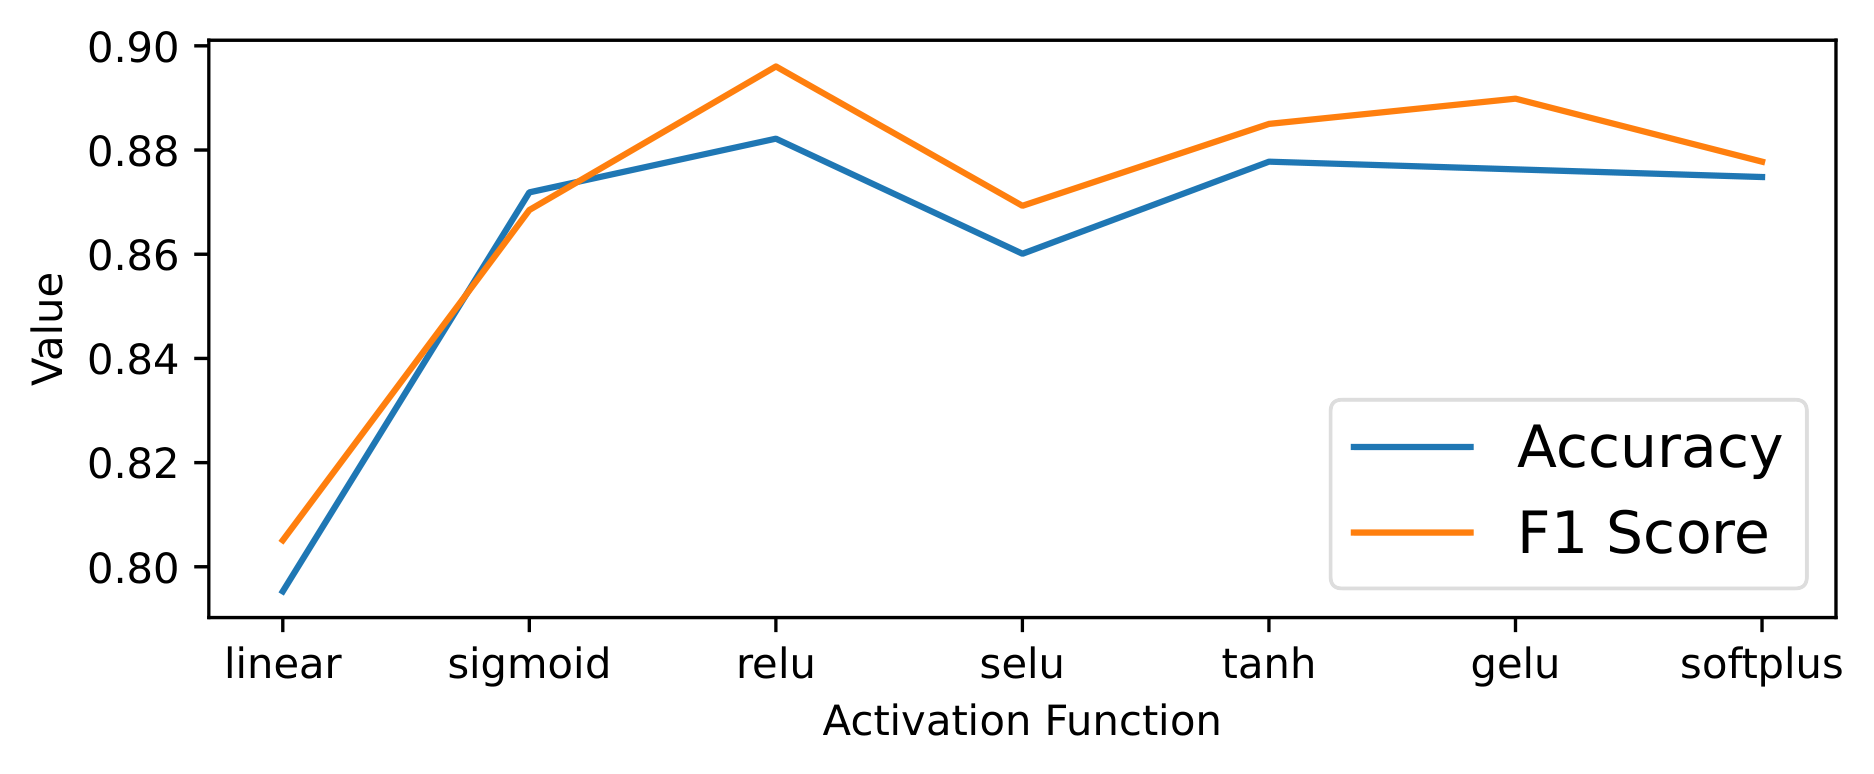 0.90
0.88
0.86
0.84
0.82
0.80
Value
linear sigmoid relu selu tanh gelu softplus
Activation Function
Accuracy
F1 Score